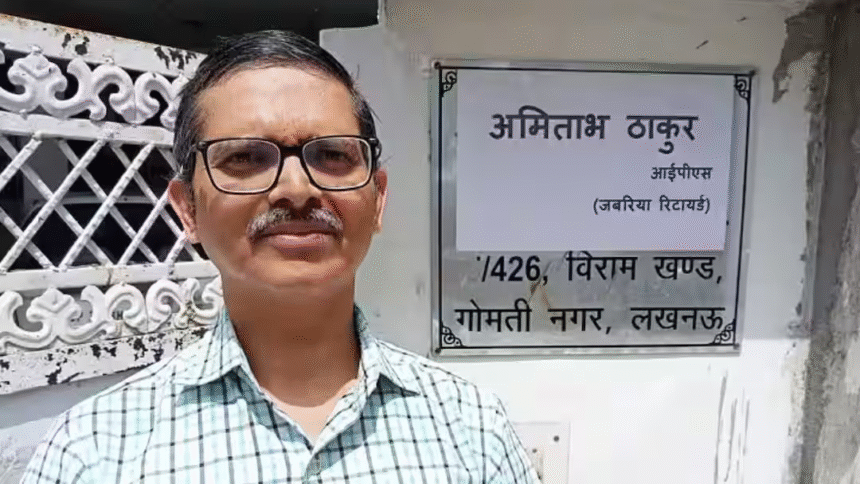 अमिताभ ठाकुर
आईपीएस
(जबरिया रिटायर्ड)
/426, विराम खण्ड,
गोमती नगर, लखनऊ